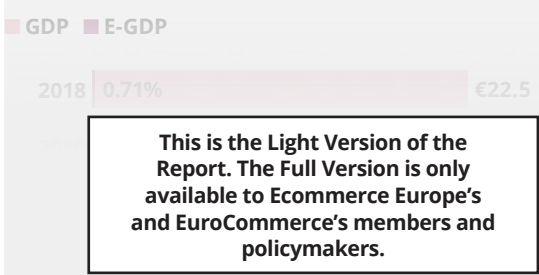 GDP E-GDP
2018 0.71% €22.5
This is the Light Version of the
Report. The Full Version is only
available to Ecommerce Europe’s
and EuroCommerce’s members and
policymakers.